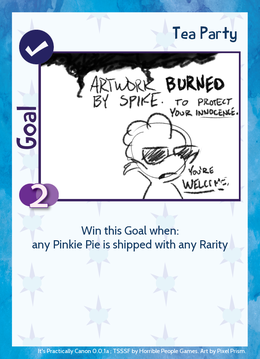 Tea Party
ARTWORK BURNED
BY SPIKE. TO PROTECT
YOUR INNOCENCE.
YOU'RE
WELCOME.
Goal
2
Win this Goal when:
any Pinkie Pie is shipped with any Rarity
It's Practically Canon 0.0.1a; TSSSF by Horrible People Games. Art by Pixel Prism.